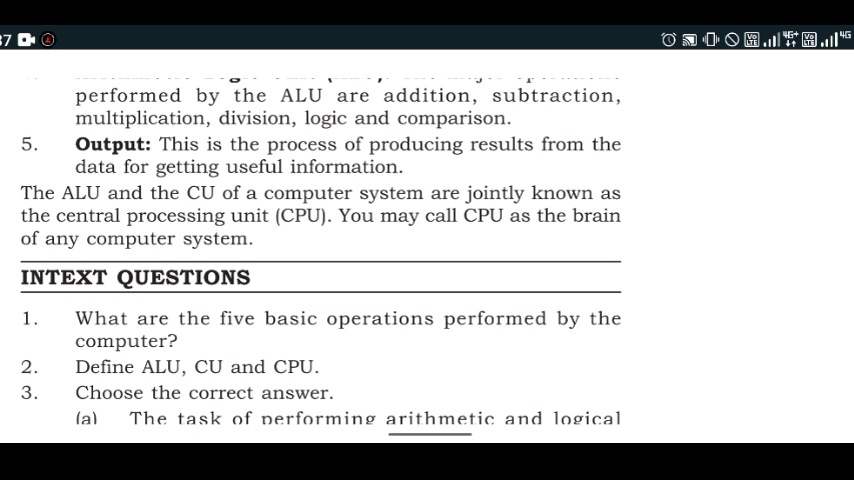 37
4G+
4G
performed by the ALU are addition, subtraction,
multiplication, division, logic and comparison.
5. Output: This is the process of producing results from the
data for getting useful information.
The ALU and the CU of a computer system are jointly known as
the central processing unit (CPU). You may call CPU as the brain
of any computer system.
INTEXT QUESTIONS
1. What are the five basic operations performed by the
computer?
2. Define ALU, CU and CPU.
3. Choose the correct answer.
(a) The task of performing arithmetic and logical